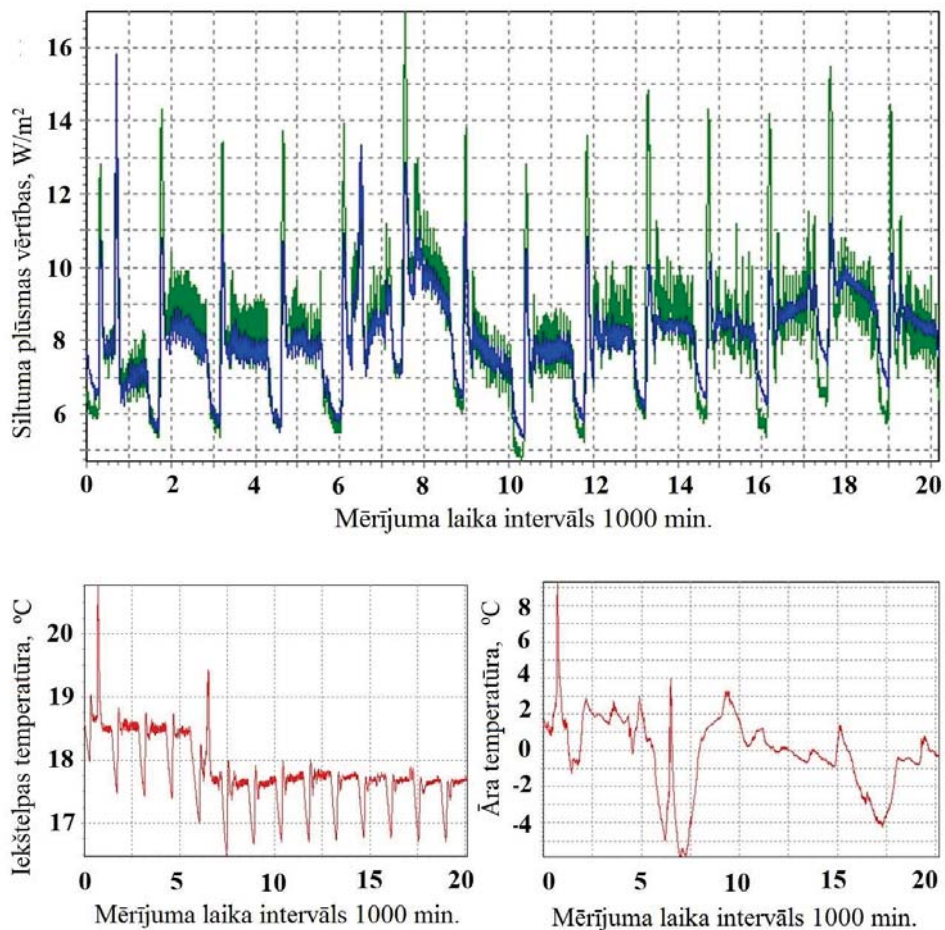 Siltuma plūsmas vērtības, W/m²
16
14
12
10
8
6
0 2 4 6 8 10 12 14 16 18 20
Mērījuma laika intervāls 1000 min.
Iekštelpas temperatūra, ºC
20
19
18
17
0 5 10 15 20
Mērījuma laika intervāls 1000 min.
Āra temperatūra, ºC
8
6
4
2
0
-2
-4
0 5 10 15 20
Mērījuma laika intervāls 1000 min.